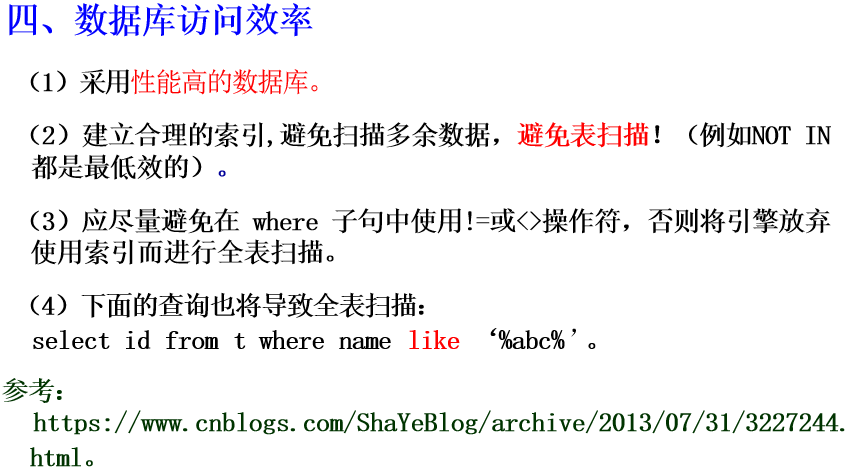 四、数据库访问效率
（1）采用性能高的数据库。
（2）建立合理的索引,避免扫描多余数据，避免表扫描！（例如NOT IN
都是最低效的）。
（3）应尽量避免在 where 子句中使用!=或<>操作符，否则将引擎放弃
使用索引而进行全表扫描。
（4）下面的查询也将导致全表扫描：
select id from t where name like ‘%abc%’。
参考：
https://www.cnblogs.com/ShaYeBlog/archive/2013/07/31/3227244.
html。